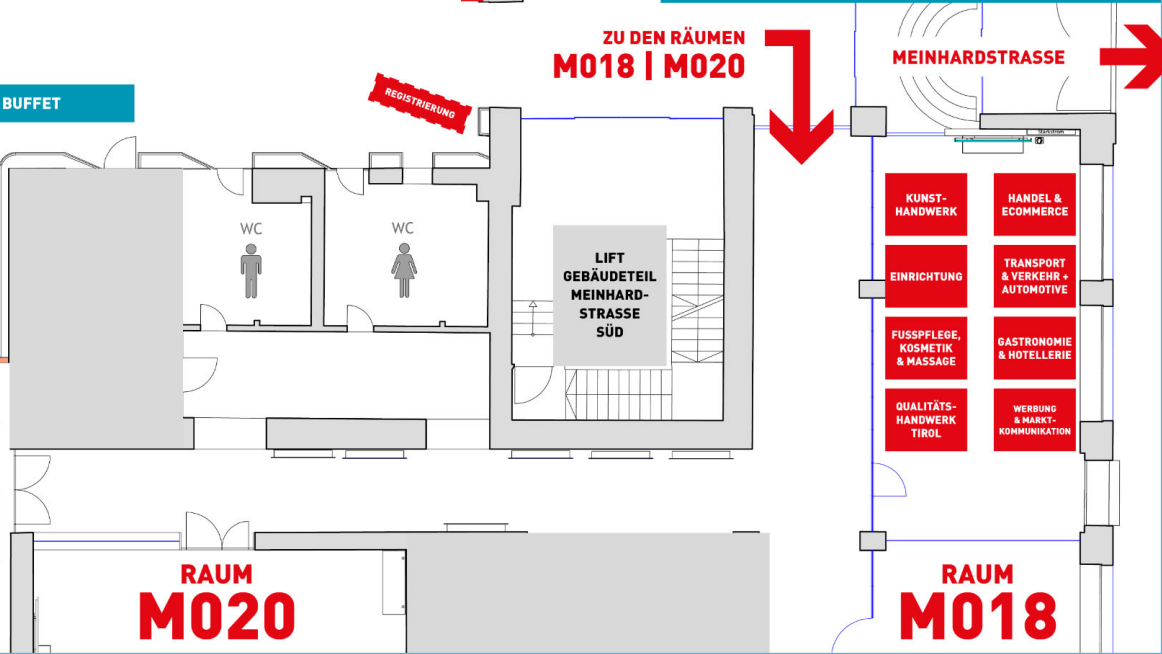 ZU DEN RÄUMEN
M018 | M020
MEINHARDSTRASSE
BUFFET
REGISTRIERUNG
Starkstrom
WC
WC
LIFT
GEBÄUDETEIL
MEINHARD-
STRASSE
SÜD
KUNST-
HANDWERK
HANDEL &
ECOMMERCE
EINRICHTUNG
TRANSPORT
& VERKEHR +
AUTOMOTIVE
FUSSPFLEGE,
KOSMETIK
& MASSAGE
GASTRONOMIE
& HOTELLERIE
QUALITÄTS-
HANDWERK
TIROL
WERBUNG
& MARKT-
KOMMUNIKATION
RAUM
M020
RAUM
M018